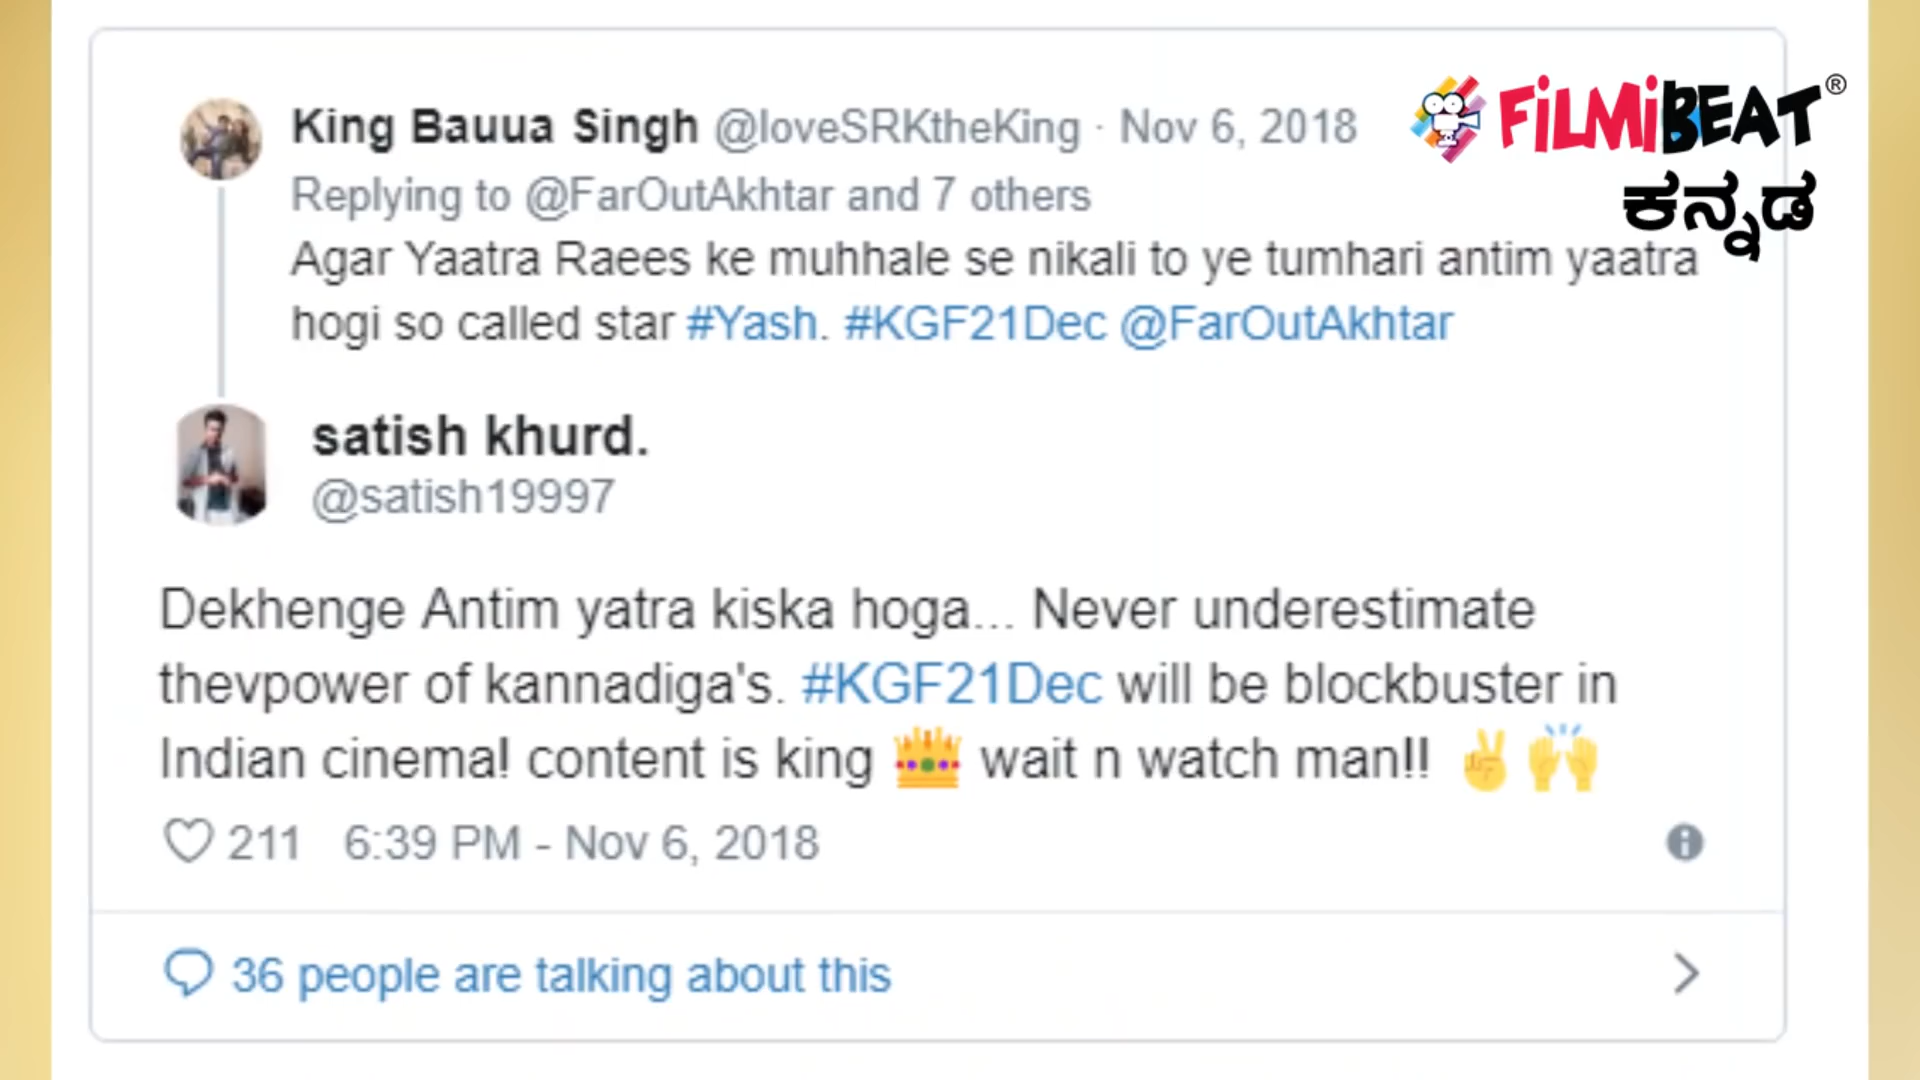 King Bauua Singh @loveSRKtheKing · Nov 6, 2018
FiLMiBEAT®
ಕನ್ನಡ
Replying to @FarOutAkhtar and 7 others
Agar Yaatra Raees ke muhhale se nikali to ye tumhari antim yaatra
hogi so called star #Yash. #KGF21Dec @FarOutAkhtar
satish khurd.
@satish19997
Dekhenge Antim yatra kiska hoga... Never underestimate
thevpower of kannadiga's. #KGF21Dec will be blockbuster in
Indian cinema! content is king 👑 wait n watch man!! ✌️🙌
211 6:39 PM - Nov 6, 2018
36 people are talking about this